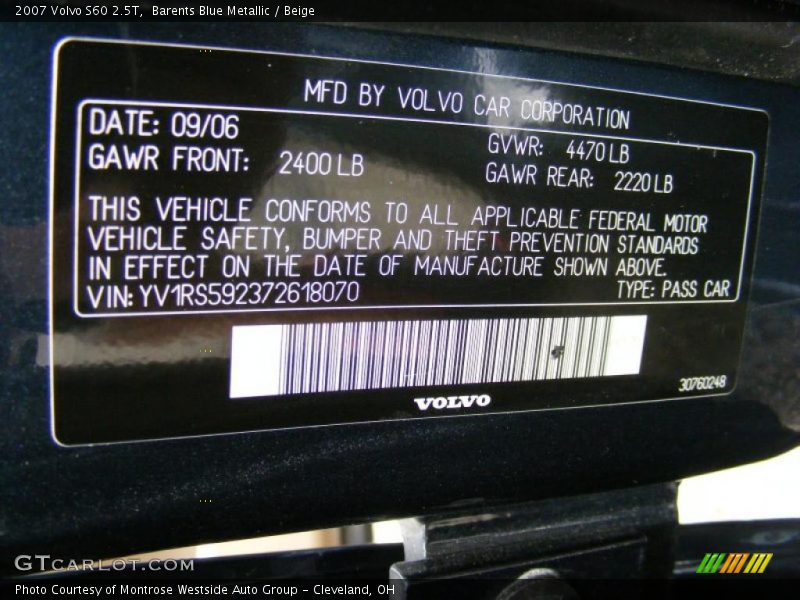 2007 Volvo S60 2.5T, Barents Blue Metallic / Beige
MFD BY VOLVO CAR CORPORATION
DATE: 09/06 GVWR: 4470 LB
GAWR FRONT: 2400 LB GAWR REAR: 2220 LB
THIS VEHICLE CONFORMS TO ALL APPLICABLE FEDERAL MOTOR
VEHICLE SAFETY, BUMPER AND THEFT PREVENTION STANDARDS
IN EFFECT ON THE DATE OF MANUFACTURE SHOWN ABOVE.
VIN: YV1RS592372618070 TYPE: PASS CAR
30760248
VOLVO
GTcarlot.com
Photo Courtesy of Montrose Westside Auto Group - Cleveland, OH